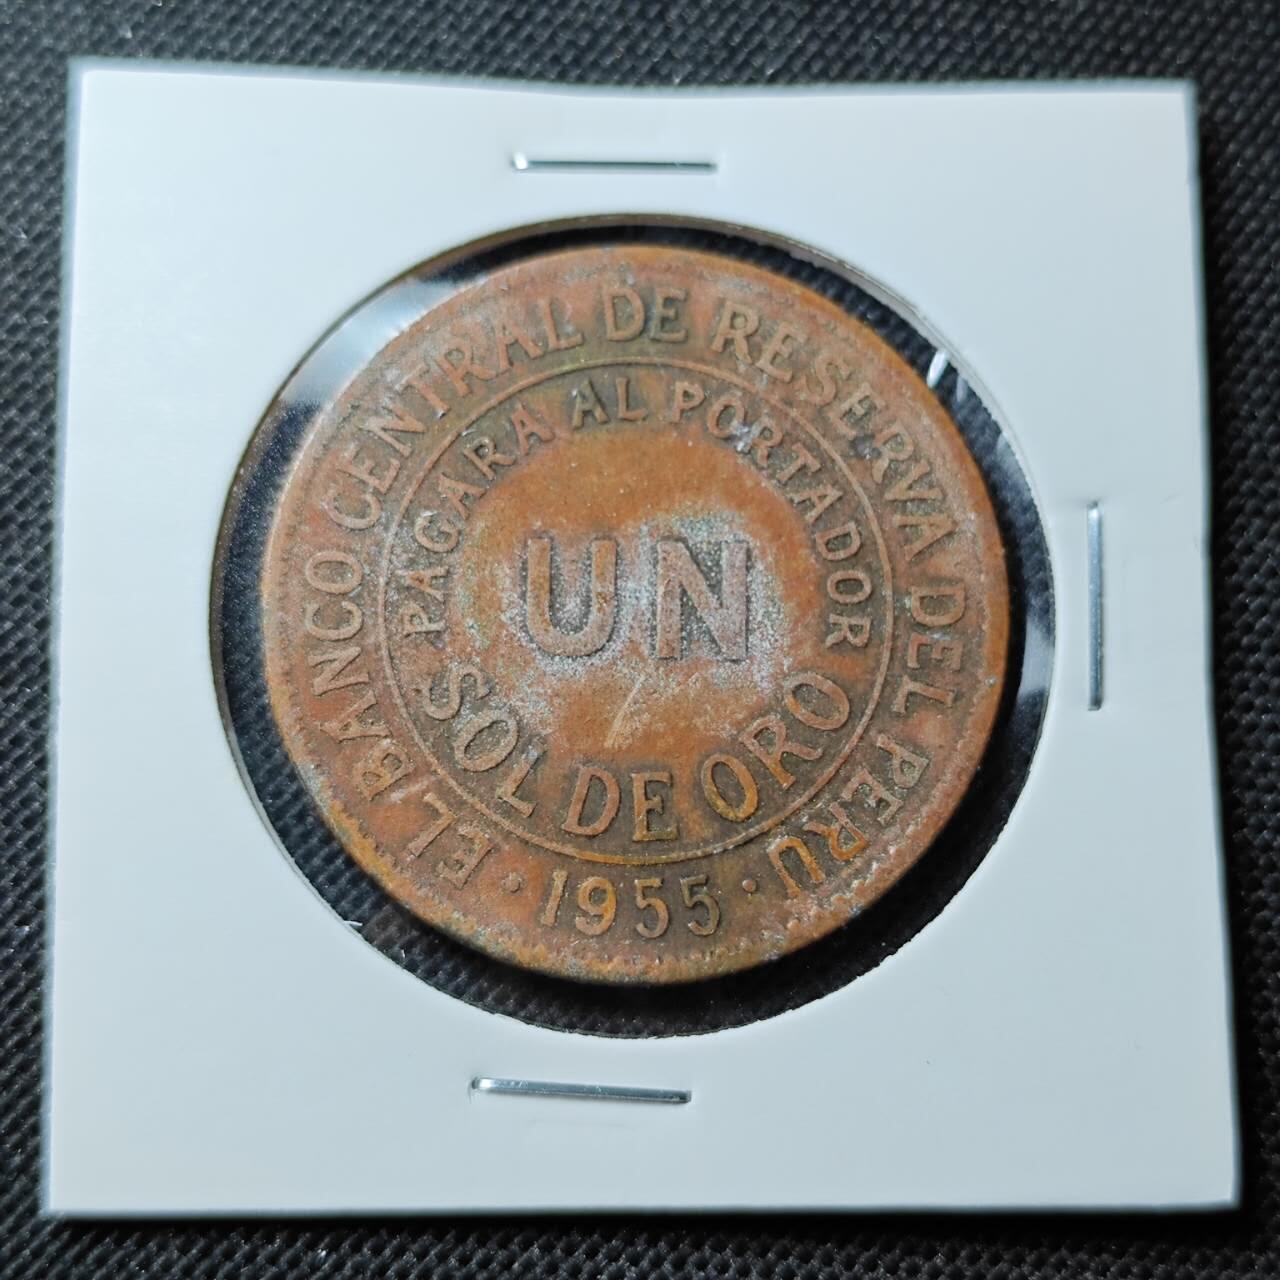 EL BANCO CENTRAL DE RESERVA DEL PERU
PAGARA AL PORTADOR
UN
SOL DE ORO
· 1955 ·